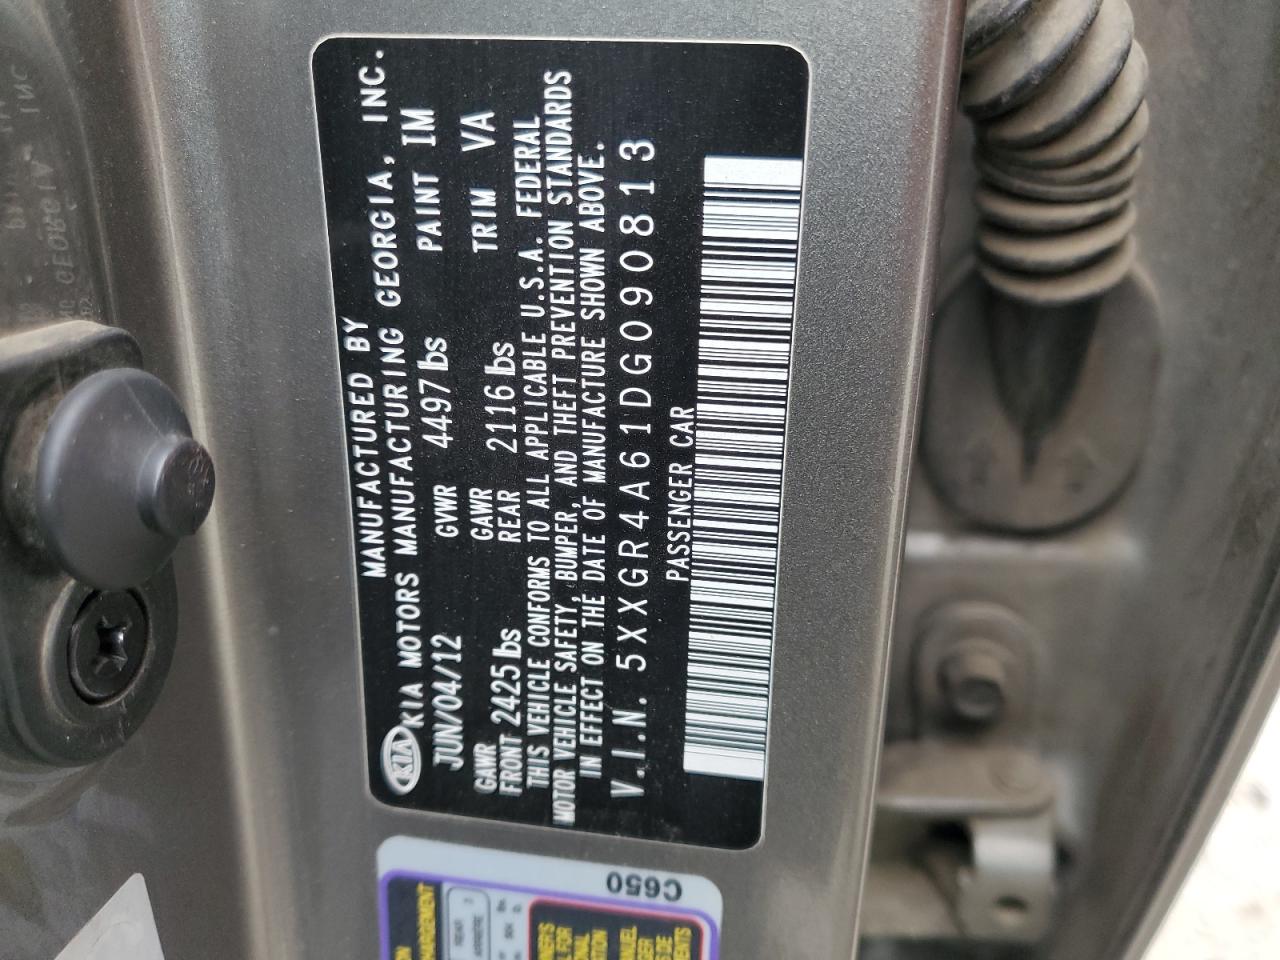 MANUFACTURED BY
KIA KIA MOTORS MANUFACTURING GEORGIA, INC.
JUN/04/12 GVWR 4497 lbs PAINT IM
GAWR GAWR
FRONT 2425 lbs REAR 2116 lbs TRIM VA
THIS VEHICLE CONFORMS TO ALL APPLICABLE U.S.A. FEDERAL
MOTOR VEHICLE SAFETY, BUMPER, AND THEFT PREVENTION STANDARDS
IN EFFECT ON THE DATE OF MANUFACTURE SHOWN ABOVE.
V.I.N. 5XXGR4A61DG090813
PASSENGER CAR
C650